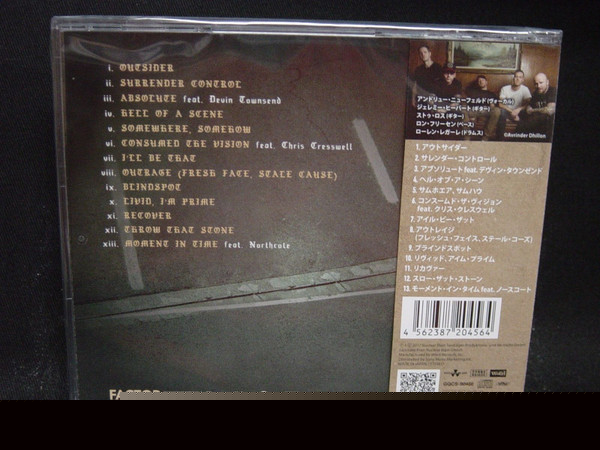 i. OUTSIDER
ii. SURRENDER CONTROL
iii. ABSOLUTE feat. Devin Townsend
iv. HELL OF A SCENE
v. SOMEWHERE, SOMEHOW
vi. CONSUMED THE VISION feat. Chris Cresswell
vii. I'LL BE THAT
viii. OUTRAGE (FRESH FACE, STALE CAUSE)
ix. BLINDSPOT
x. LIVID, I'M PRIME
xi. RECOVER
xii. THROW THAT STONE
xiii. MOMENT IN TIME feat. Northcote
FACTOR
アンドリュー・ニューフェルド(ヴォーカル)
ジェレミー・ヒーバート(ギター)
ストゥ・ロス(ギター)
ロン・フリーセン(ベース)
ローレン・レガーレ(ドラムス)
©Awrinder Dhillon
1. アウトサイダー
2. サレンダー・コントロール
3. アブソリュート feat. デヴィン・タウンゼンド
4. ヘル・オブ・ア・シーン
5. サムホエア、サムハウ
6. コンスームド・ザ・ヴィジョン
feat. クリス・クレスウェル
7. アイル・ビー・ザット
8. アウトレイジ
(フレッシュ・フェイス、ステール・コーズ)
9. ブラインドスポット
10. リヴィッド、アイム・プライム
11. リカヴァー
12. スロー・ザット・ストーン
13. モーメント・イン・タイム feat. ノースコート
4 562387 204564